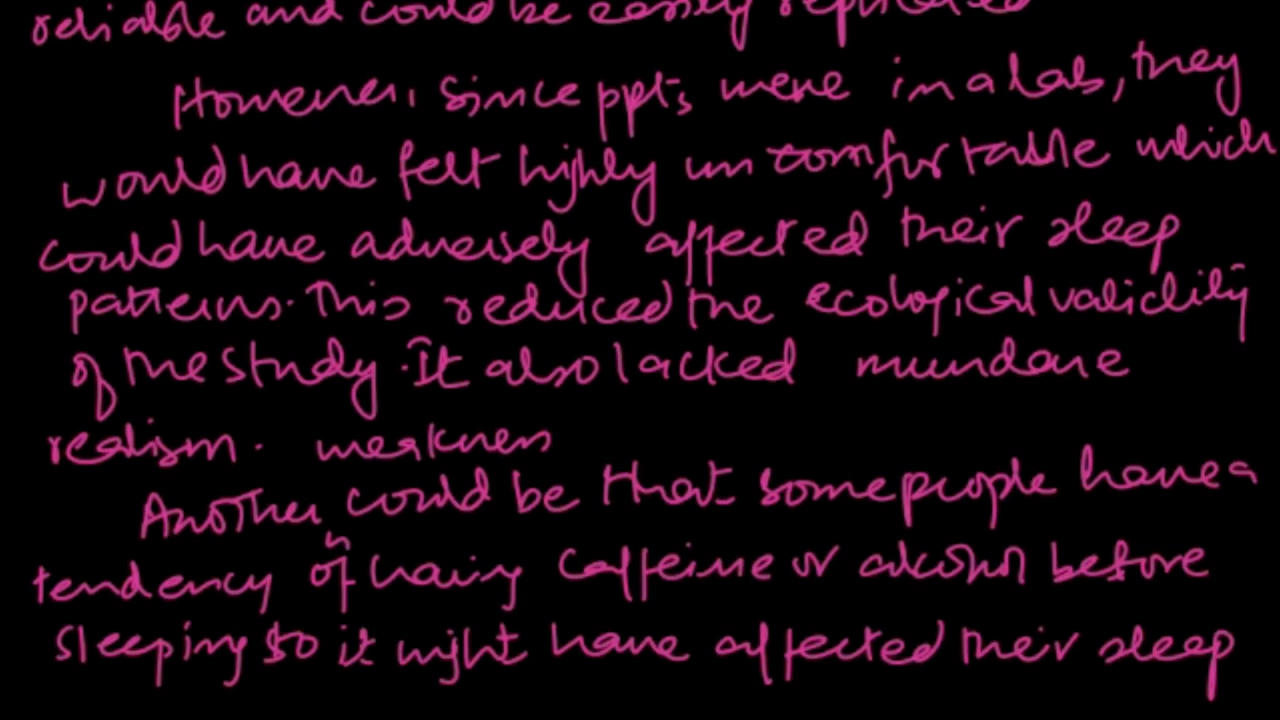 reliable and could be easily replicated
However, since ppts were in a lab, they
would have felt highly uncomfortable which
could have adversely affected their sleep
patterns. This reduced the ecological validity
of the study. It also lacked mundane
realism. weakness
Another could be that some people have a
tendency of having caffeine or alcohol before
sleeping so it might have affected their sleep